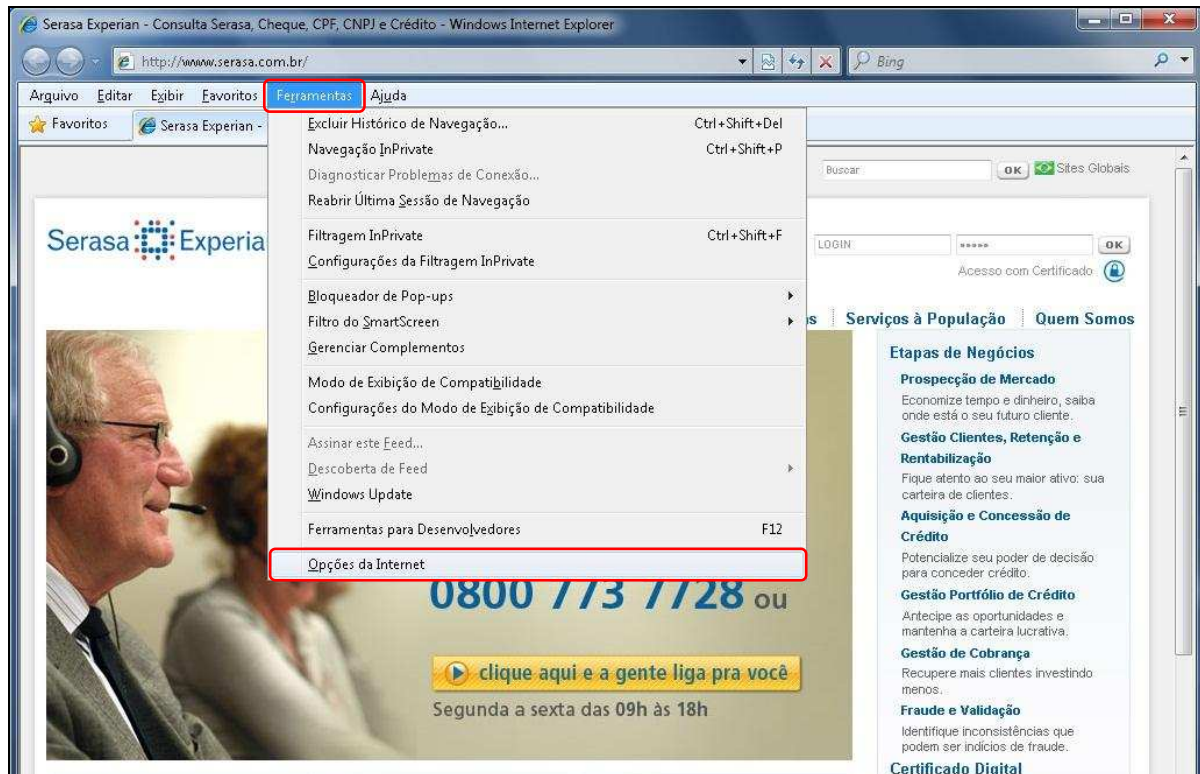 Serasa Experian - Consulta Serasa, Cheque, CPF, CNPJ e Crédito - Windows Internet Explorer
http://www.serasa.com.br/
Bing
Arquivo Editar Exibir Favoritos Ferramentas Ajuda
Favoritos
Serasa Experian -
Excluir Histórico de Navegação... Ctrl+Shift+Del
Navegação InPrivate Ctrl+Shift+P
Diagnosticar Problemas de Conexão...
Reabrir Última Sessão de Navegação
Filtragem InPrivate Ctrl+Shift+F
Configurações da Filtragem InPrivate
Bloqueador de Pop-ups
Filtro do SmartScreen
Gerenciar Complementos
Modo de Exibição de Compatibilidade
Configurações do Modo de Exibição de Compatibilidade
Assinar este Feed...
Descoberta de Feed
Windows Update
Ferramentas para Desenvolvedores F12
Opções da Internet
Buscar OK Sites Globais
Serasa Experia
LOGIN ***** OK
Acesso com Certificado
s Serviços à População Quem Somos
0800 773 7728 ou
clique aqui e a gente liga pra você
Segunda a sexta das 09h às 18h
Etapas de Negócios
Prospecção de Mercado
Economize tempo e dinheiro, saiba
onde está o seu futuro cliente.
Gestão Clientes, Retenção e
Rentabilização
Fique atento ao seu maior ativo: sua
carteira de clientes.
Aquisição e Concessão de
Crédito
Potencialize seu poder de decisão
para conceder crédito.
Gestão Portfólio de Crédito
Antecipe as oportunidades e
mantenha a carteira lucrativa.
Gestão de Cobrança
Recupere mais clientes investindo
menos.
Fraude e Validação
Identifique inconsistências que
podem ser indícios de fraude.
Certificado Digital